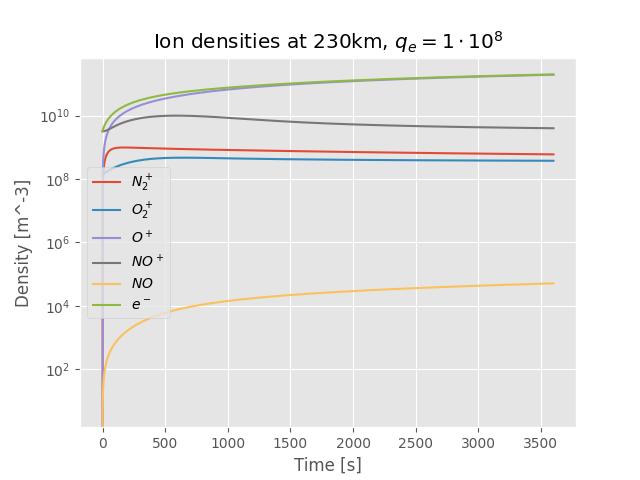 Ion densities at 230km, $q_e = 1 \cdot 10^8$
Density [m^-3]
$10^{10}$
$10^8$
$10^6$
$10^4$
$10^2$
$N_2^+$
$O_2^+$
$O^+$
$NO^+$
$NO$
$e^-$
0 500 1000 1500 2000 2500 3000 3500
Time [s]